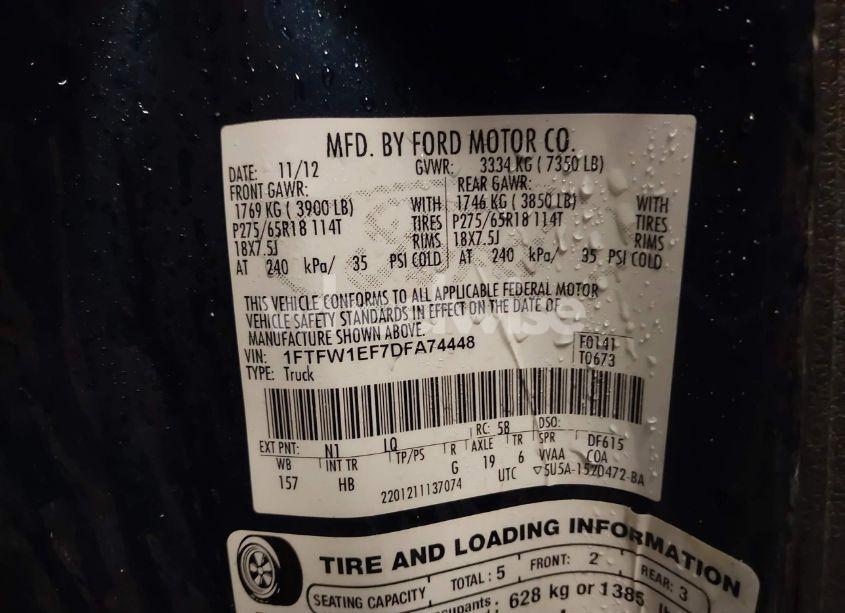 MFD. BY FORD MOTOR CO.
DATE: 11/12 GVWR: 3334 KG ( 7350 LB)
FRONT GAWR: REAR GAWR:
1769 KG ( 3900 LB) WITH 1746 KG ( 3850 LB) WITH
P275/65R18 114T TIRES P275/65R18 114T TIRES
18X7.5J RIMS 18X7.5J RIMS
AT 240 kPa/ 35 PSI COLD AT 240 kPa/ 35 PSI COLD
THIS VEHICLE CONFORMS TO ALL APPLICABLE FEDERAL MOTOR
VEHICLE SAFETY STANDARDS IN EFFECT ON THE DATE OF
MANUFACTURE SHOWN ABOVE.
VIN: 1FTFW1EF7DFA74448 F0141
TYPE: Truck T0673
RC: 58 DSO:
EXT PNT: N1 LQ
WB INT TR TP/PS R AXLE TR SPR DF615
157 HB G 19 6 VVAA COA
2201211137074 UTC ▽5U5A-1520472-BA
TIRE AND LOADING INFORMATION
SEATING CAPACITY TOTAL : 5 FRONT: 2 REAR: 3
628 kg or 1385